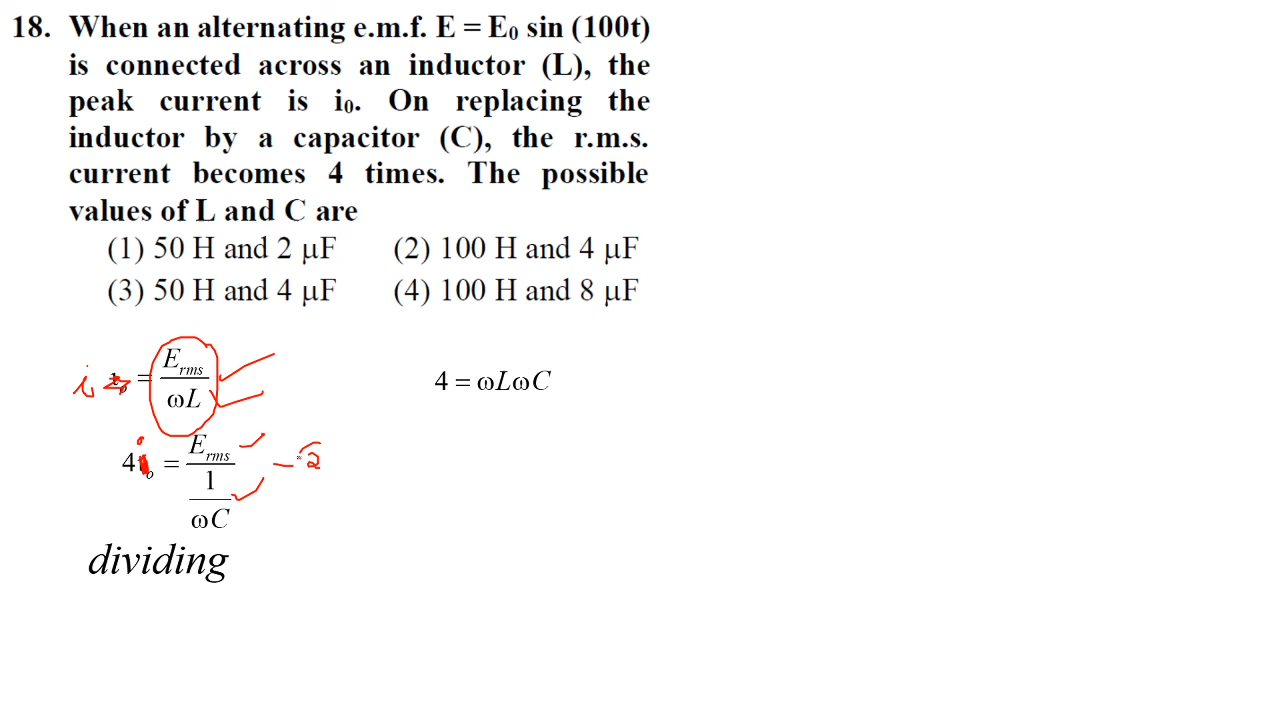 18. When an alternating e.m.f. E = E₀ sin (100t)
is connected across an inductor (L), the
peak current is i₀. On replacing the
inductor by a capacitor (C), the r.m.s.
current becomes 4 times. The possible
values of L and C are
(1) 50 H and 2 μF (2) 100 H and 4 μF
(3) 50 H and 4 μF (4) 100 H and 8 μF
= E_rms / ωL
4 = ωLωC
4i₀ = E_rms / (1 / ωC)
dividing